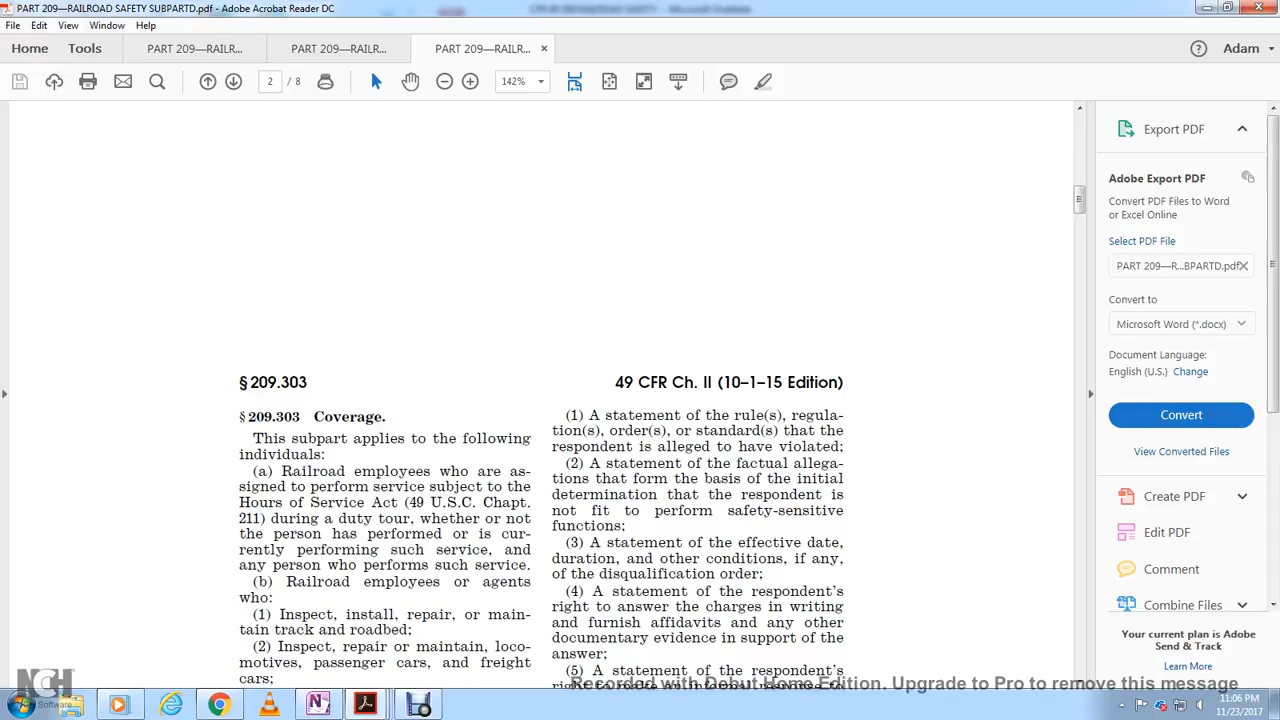 PART 209—RAILROAD SAFETY SUBPARTD.pdf - Adobe Acrobat Reader DC
File Edit View Window Help
Home Tools PART 209—RAILR... PART 209—RAILR... PART 209—RAILR... ×
Adam
2 / 8 142%
Export PDF
Adobe Export PDF
Convert PDF Files to Word
or Excel Online
Select PDF File
PART 209—R...BPARTD.pdf
Convert to
Microsoft Word (*.docx)
Document Language:
English (U.S.) Change
Convert
View Converted Files
Create PDF
Edit PDF
Comment
Combine Files
Your current plan is Adobe
Send & Track
Learn More
§ 209.303
49 CFR Ch. II (10–1–15 Edition)
§ 209.303 Coverage.
This subpart applies to the following
individuals:
(a) Railroad employees who are as-
signed to perform service subject to the
Hours of Service Act (49 U.S.C. Chapt.
211) during a duty tour, whether or not
the person has performed or is cur-
rently performing such service, and
any person who performs such service.
(b) Railroad employees or agents
who:
(1) Inspect, install, repair, or main-
tain track and roadbed;
(2) Inspect, repair or maintain, loco-
motives, passenger cars, and freight
cars;
(1) A statement of the rule(s), regula-
tion(s), order(s), or standard(s) that the
respondent is alleged to have violated;
(2) A statement of the factual allega-
tions that form the basis of the initial
determination that the respondent is
not fit to perform safety-sensitive
functions;
(3) A statement of the effective date,
duration, and other conditions, if any,
of the disqualification order;
(4) A statement of the respondent's
right to answer the charges in writing
and furnish affidavits and any other
documentary evidence in support of the
answer;
(5) A statement of the respondent's
Recorded with Debut Home Edition. Upgrade to Pro to remove this message
NCH Software
11:06 PM
11/23/2017